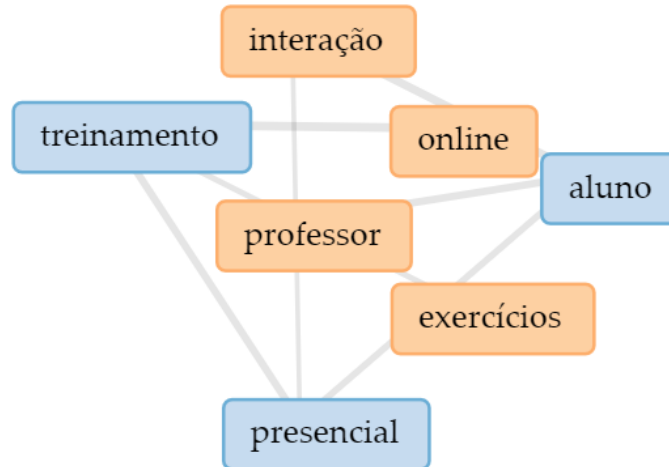 interação
treinamento
online
aluno
professor
exercícios
presencial